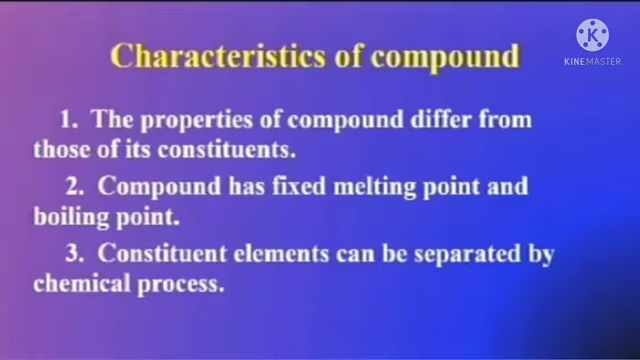 Characteristics of compound
K
KINEMASTER
1. The properties of compound differ from
those of its constituents.
2. Compound has fixed melting point and
boiling point.
3. Constituent elements can be separated by
chemical process.